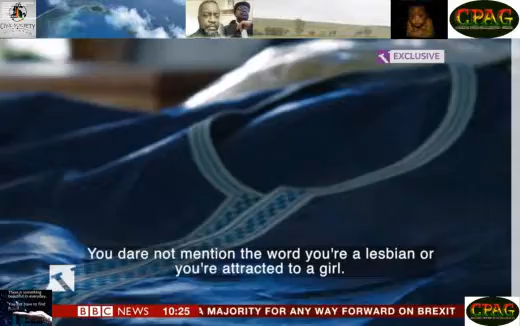 CPAG
EXCLUSIVE
You dare not mention the word you're a lesbian or
you're attracted to a girl.
BBC NEWS 10:25 A MAJORITY FOR ANY WAY FORWARD ON BREXIT
CPAG